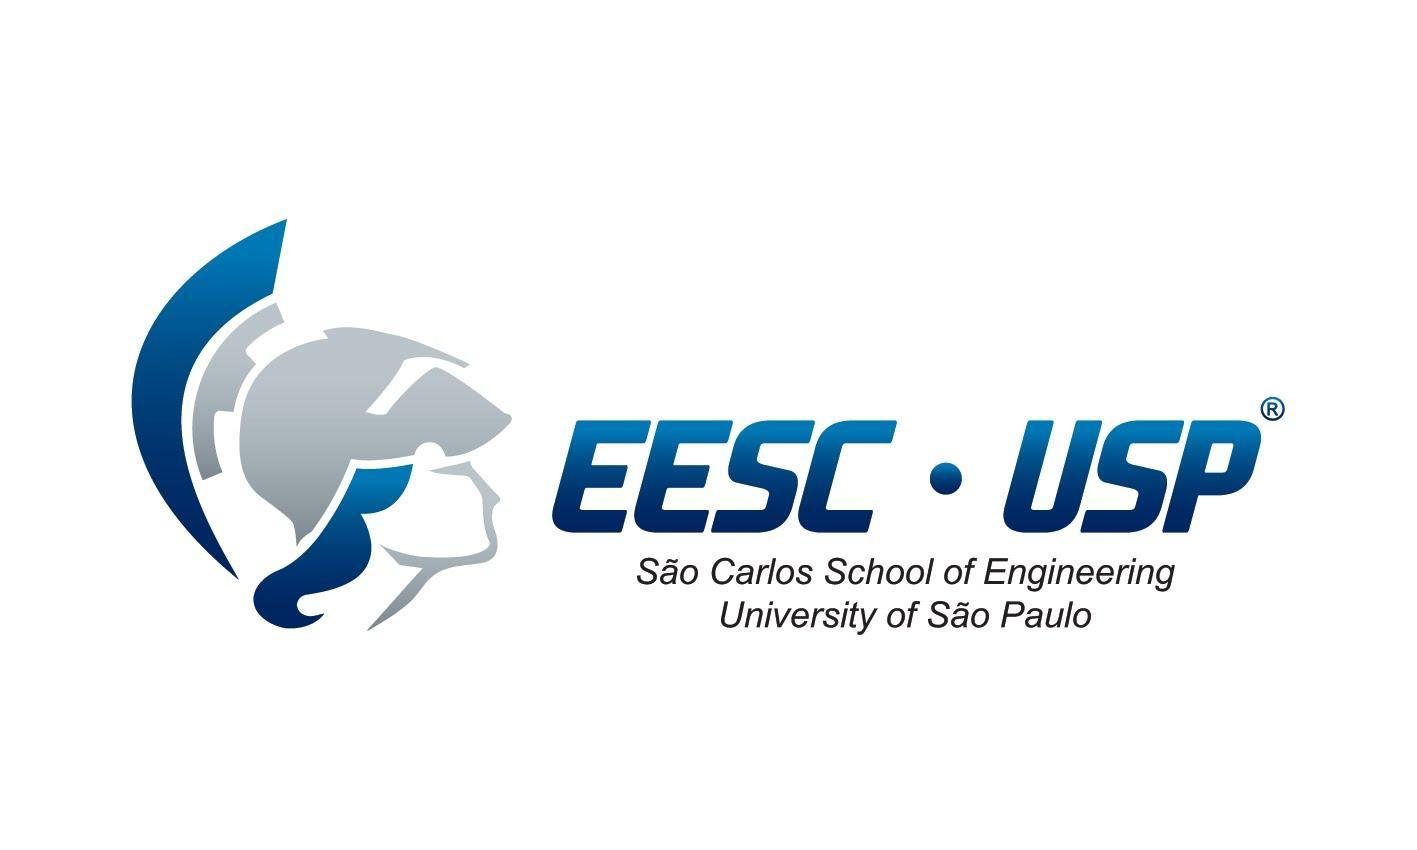 EESC • USP®
São Carlos School of Engineering
University of São Paulo